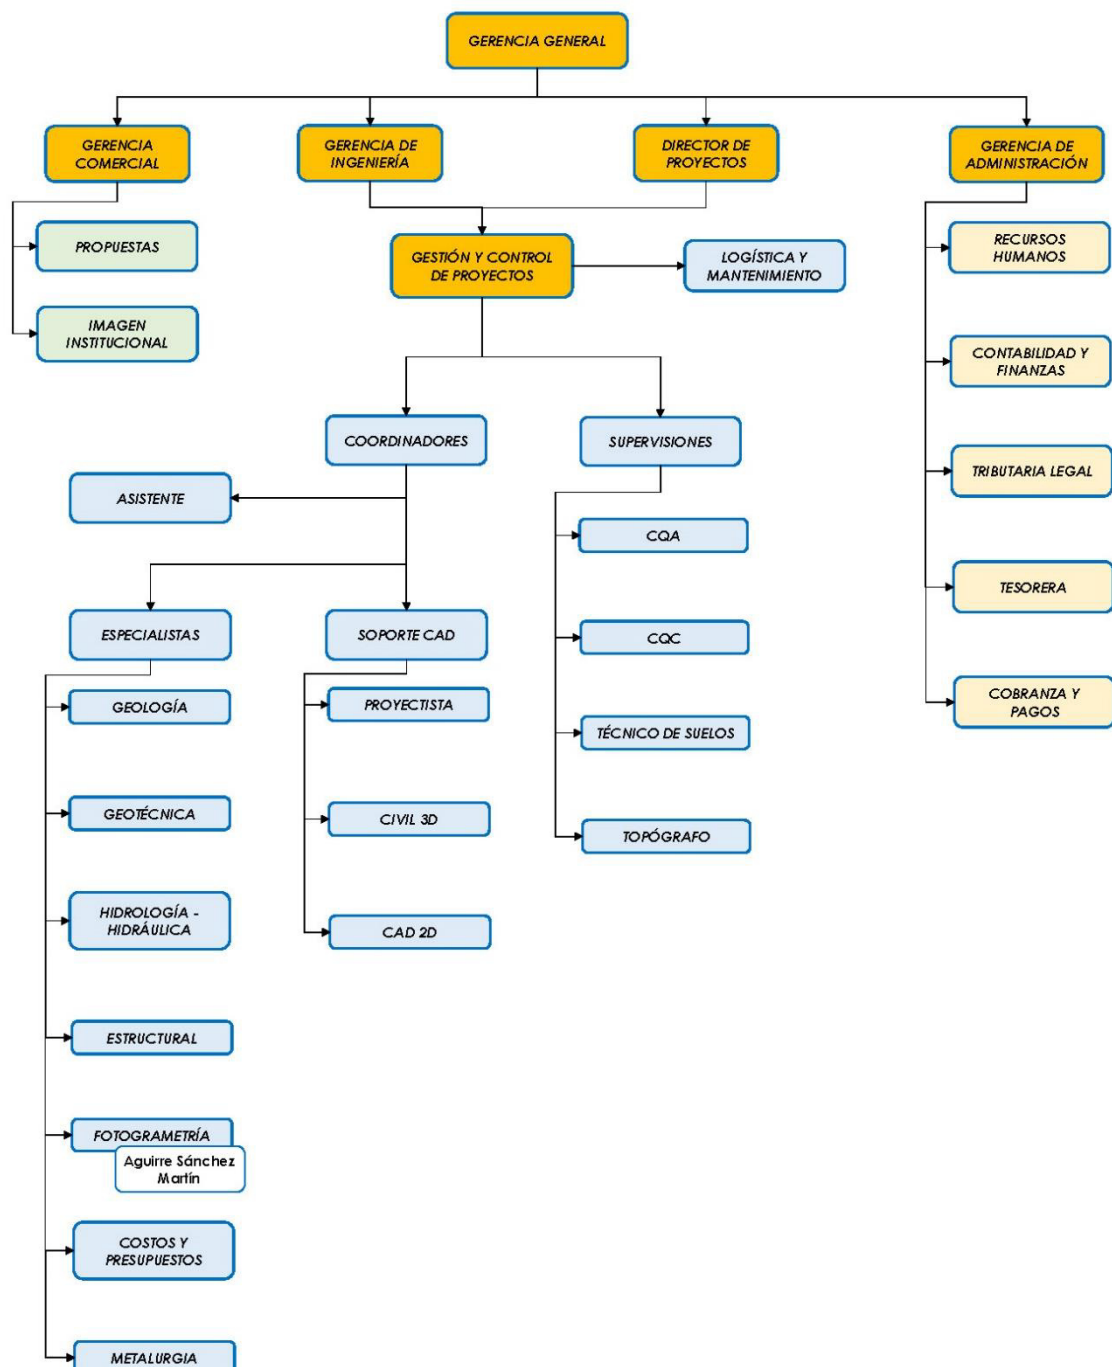 GERENCIA GENERAL
GERENCIA
COMERCIAL
GERENCIA DE
INGENIERÍA
DIRECTOR DE
PROYECTOS
GERENCIA DE
ADMINISTRACIÓN
PROPUESTAS
IMAGEN
INSTITUCIONAL
GESTIÓN Y CONTROL
DE PROYECTOS
LOGÍSTICA Y
MANTENIMIENTO
RECURSOS
HUMANOS
CONTABILIDAD Y
FINANZAS
TRIBUTARIA LEGAL
TESORERA
COBRANZA Y
PAGOS
COORDINADORES
SUPERVISIONES
ASISTENTE
CQA
CQC
TÉCNICO DE SUELOS
TOPÓGRAFO
ESPECIALISTAS
SOPORTE CAD
GEOLOGÍA
GEOTÉCNICA
HIDROLOGÍA -
HIDRÁULICA
ESTRUCTURAL
FOTOGRAMETRÍA
Aguirre Sánchez
Martín
COSTOS Y
PRESUPUESTOS
METALURGIA
PROYECTISTA
CIVIL 3D
CAD 2D